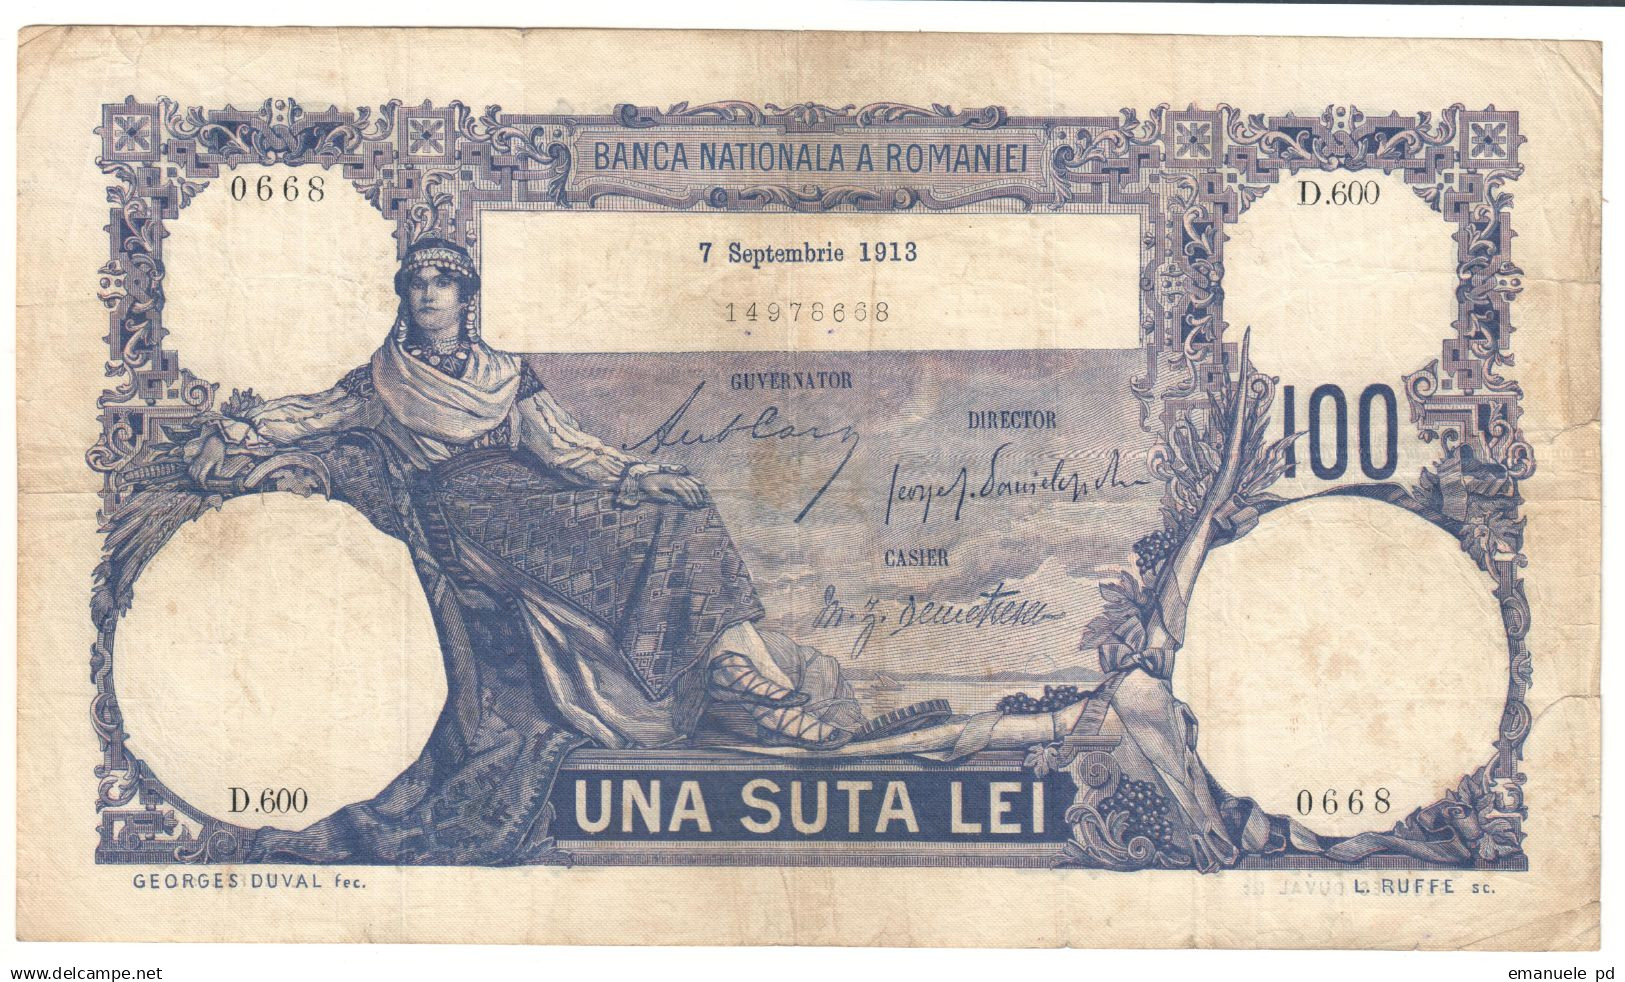 BANCA NATIONALA A ROMANIEI
0668
D.600
7 Septembrie 1913
14978668
GUVERNATOR
DIRECTOR
100
CASIER
D.600
0668
UNA SUTA LEI
GEORGES DUVAL fec.
L. RUFFE sc.
www.delcampe.net
emanuele pd